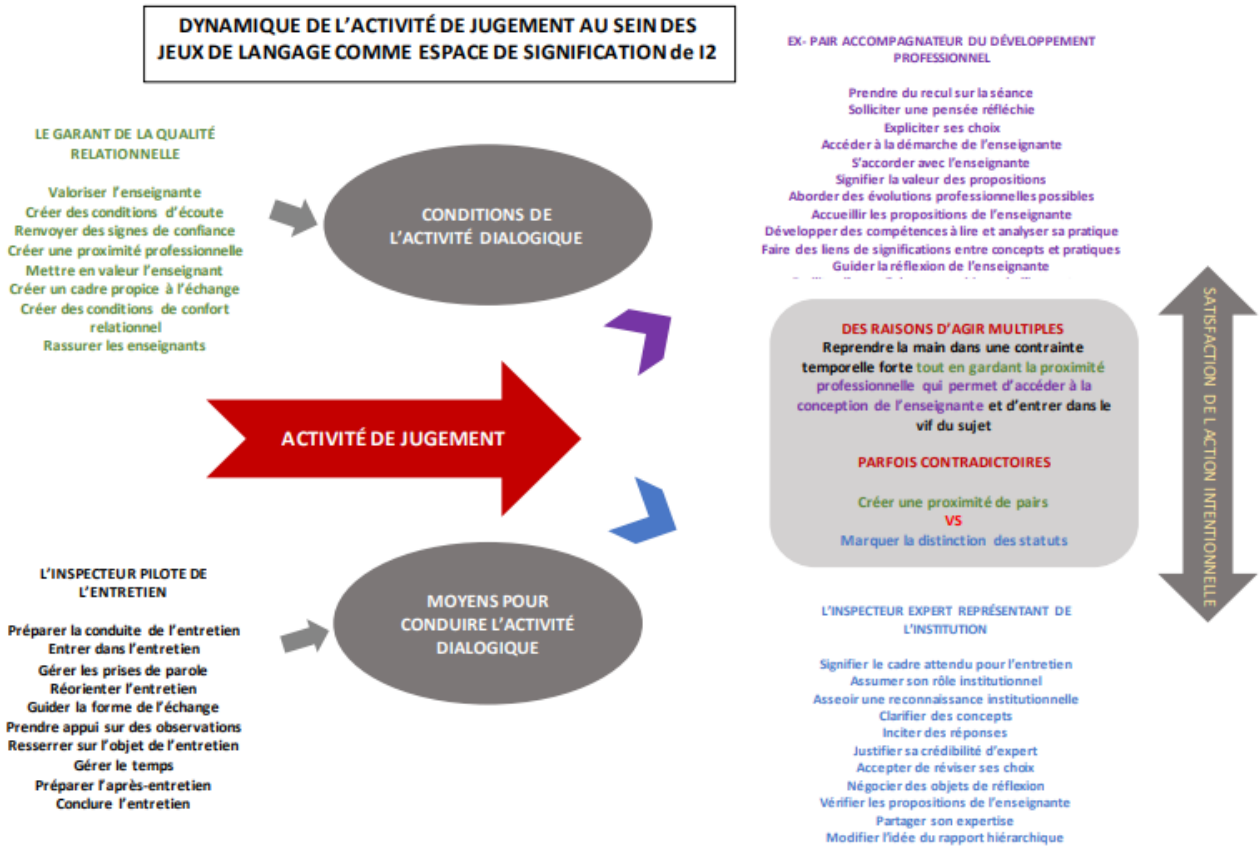 DYNAMIQUE DE L'ACTIVITÉ DE JUGEMENT AU SEIN DES
JEUX DE LANGAGE COMME ESPACE DE SIGNIFICATION de I2
LE GARANT DE LA QUALITÉ
RELATIONNELLE
Valoriser l'enseignante
Créer des conditions d'écoute
Renvoyer des signes de confiance
Créer une proximité professionnelle
Mettre en valeur l'enseignant
Créer un cadre propice à l'échange
Créer des conditions de confort
relationnel
Rassurer les enseignants
CONDITIONS DE
L'ACTIVITÉ DIALOGIQUE
ACTIVITÉ DE JUGEMENT
L'INSPECTEUR PILOTE DE
L'ENTRETIEN
Préparer la conduite de l'entretien
Entrer dans l'entretien
Gérer les prises de parole
Réorienter l'entretien
Guider la forme de l'échange
Prendre appui sur des observations
Resserrer sur l'objet de l'entretien
Gérer le temps
Préparer l'après-entretien
Conclure l'entretien
MOYENS POUR
CONDUIRE L'ACTIVITÉ
DIALOGIQUE
EX- PAIR ACCOMPAGNATEUR DU DÉVELOPPEMENT
PROFESSIONNEL
Prendre du recul sur la séance
Solliciter une pensée réfléchie
Expliciter ses choix
Accéder à la démarche de l'enseignante
S'accorder avec l'enseignante
Signifier la valeur des propositions
Aborder des évolutions professionnelles possibles
Accueillir les propositions de l'enseignante
Développer des compétences à lire et analyser sa pratique
Faire des liens de significations entre concepts et pratiques
Guider la réflexion de l'enseignante
DES RAISONS D'AGIR MULTIPLES
Reprendre la main dans une contrainte
temporelle forte tout en gardant la proximité
professionnelle qui permet d'accéder à la
conception de l'enseignante et d'entrer dans le
vif du sujet
PARFOIS CONTRADICTOIRES
Créer une proximité de pairs
VS
Marquer la distinction des statuts
SATISFACTION DE L'ACTION INTENTIONNELLE
L'INSPECTEUR EXPERT REPRÉSENTANT DE
L'INSTITUTION
Signifier le cadre attendu pour l'entretien
Assumer son rôle institutionnel
Asseoir une reconnaissance institutionnelle
Clarifier des concepts
Inciter des réponses
Justifier sa crédibilité d'expert
Accepter de réviser ses choix
Négocier des objets de réflexion
Vérifier les propositions de l'enseignante
Partager son expertise
Modifier l'idée du rapport hiérarchique